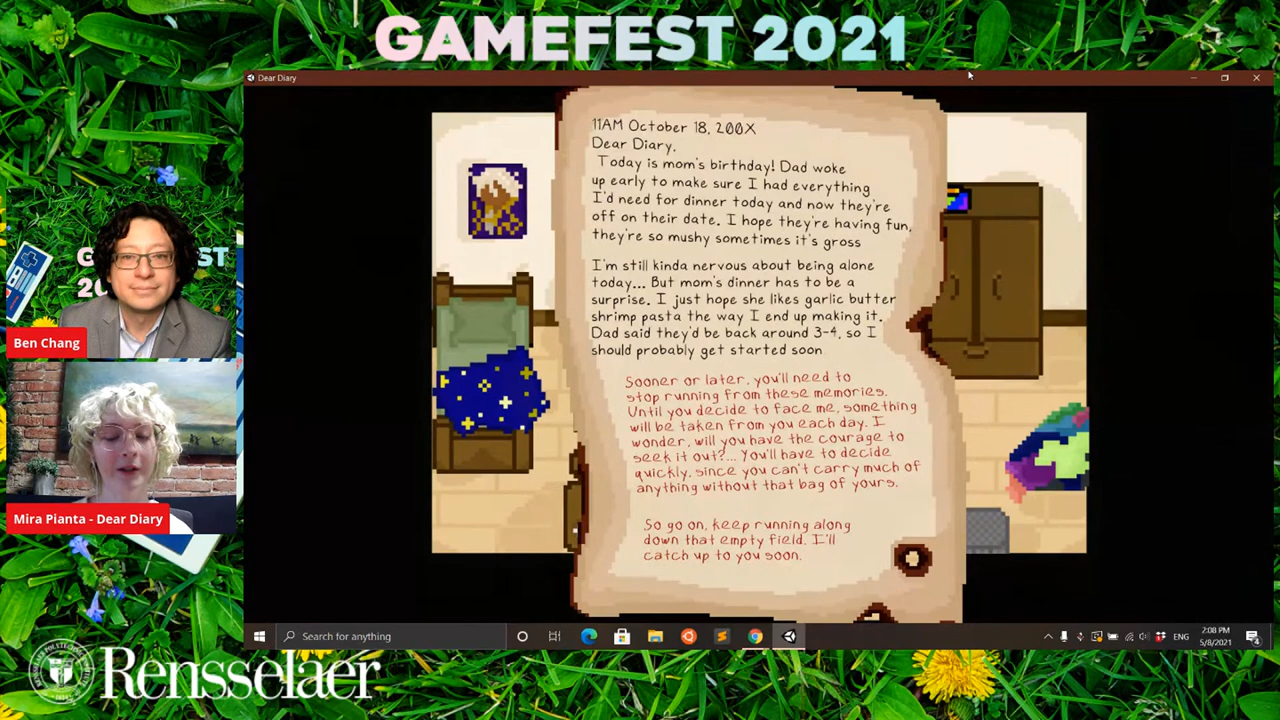 GAMEFEST 2021
Dear Diary
11AM October 18, 200X
Dear Diary,
Today is mom's birthday! Dad woke
up early to make sure I had everything
I'd need for dinner today and now they're
off on their date. I hope they're having fun,
they're so mushy sometimes it's gross
I'm still kinda nervous about being alone
today... But mom's dinner has to be a
surprise. I just hope she likes garlic butter
shrimp pasta the way I end up making it.
Dad said they'd be back around 3-4, so I
should probably get started soon
Sooner or later, you'll need to
stop running from these memories.
Until you decide to face me, something
will be taken from you each day. I
wonder, will you have the courage to
seek it out?... You'll have to decide
quickly, since you can't carry much of
anything without that bag of yours.
So go on, keep running along
down that empty field. I'll
catch up to you soon.
Ben Chang
Mira Pianta - Dear Diary
Search for anything
ENG
2:08 PM
5/8/2021
Rensselaer